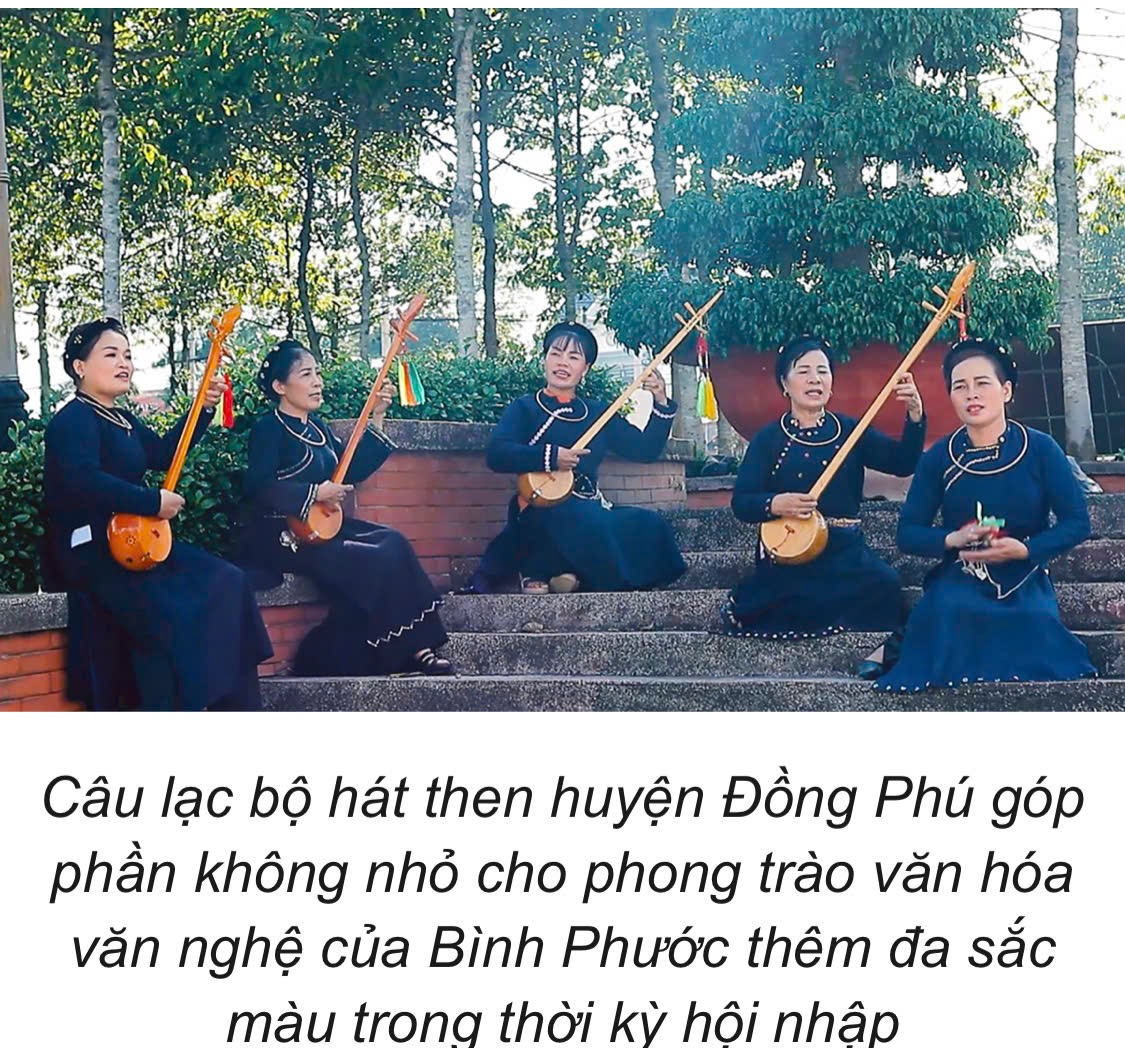 Câu lạc bộ hát then huyện Đồng Phú góp
phần không nhỏ cho phong trào văn hóa
văn nghệ của Bình Phước thêm đa sắc
màu trong thời kỳ hội nhập